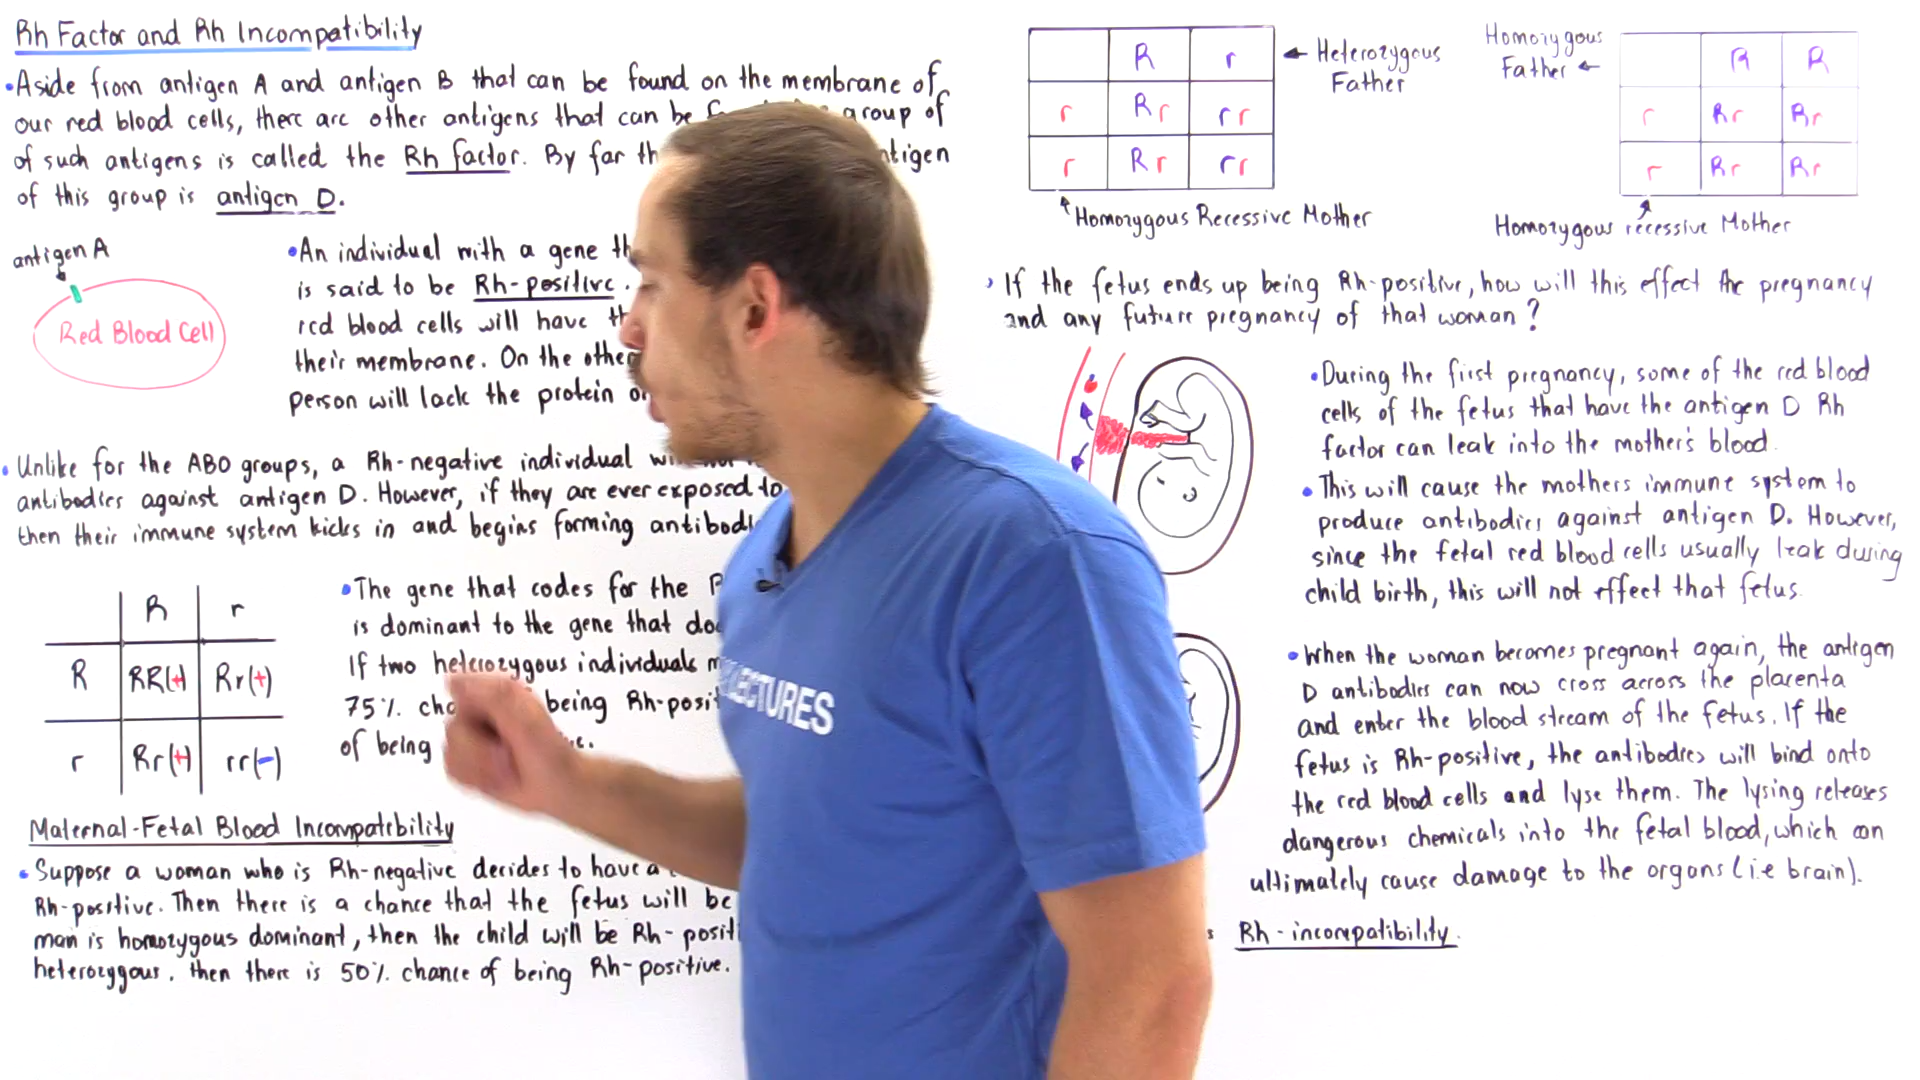 Rh Factor and Rh Incompatibility
• Aside from antigen A and antigen B that can be found on the membrane of
our red blood cells, there are other antigens that can be group of
of such antigens is called the Rh factor. By far
of this group is antigen D.
antigen A
Red Blood Cell
• An individual with a gene
is said to be Rh-positive.
red blood cells will have
their membrane. On the other
person will lack the protein
• Unlike for the ABO groups, a Rh-negative individual
antibodies against antigen D. However, if they are ever exposed to
then their immune system kicks in and begins forming
R r
R RR(+) Rr(+)
r Rr(+) rr(-)
• The gene that codes for the
is dominant to the gene that
If two heterozygous individuals
75% being
of being
Maternal-Fetal Blood Incompatibility
• Suppose a woman who is Rh-negative decides to have a
Rh-positive. Then there is a chance that the fetus will be
man is homozygous dominant, then the child will be Rh-
heterozygous, then there is 50% chance of being Rh-positive.
LECTURES
R r
r Rr rr
r Rr rr
← Heterozygous
Father
Homozygous Recessive Mother
Homozygous
Father ←
R R
r Rr Rr
r Rr Rr
Homozygous recessive Mother
If the fetus ends up being Rh-positive, how will this effect the pregnancy
and any future pregnancy of that woman?
• During the first pregnancy, some of the red blood
cells of the fetus that have the antigen D Rh
factor can leak into the mother's blood.
• This will cause the mothers immune system to
produce antibodies against antigen D. However,
since the fetal red blood cells usually leak during
child birth, this will not effect that fetus.
• When the woman becomes pregnant again, the antigen
D antibodies can now cross across the placenta
and enter the blood stream of the fetus. If the
fetus is Rh-positive, the antibodies will bind onto
the red blood cells and lyse them. The lysing releases
dangerous chemicals into the fetal blood, which can
ultimately cause damage to the organs (i.e brain).
Rh-incompatibility.